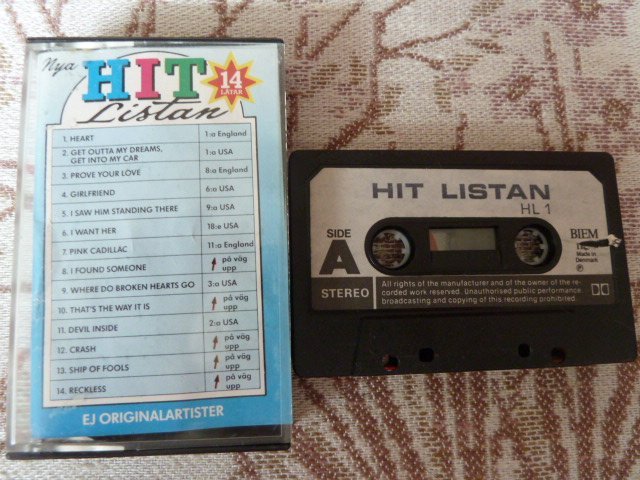 Nya
HIT
Listan
14
LÅTAR
1. HEART 1:a England
2. GET OUTTA MY DREAMS,
GET INTO MY CAR 1:a USA
3. PROVE YOUR LOVE 8:a England
4. GIRLFRIEND 6:a USA
5. I SAW HIM STANDING THERE 9:a USA
6. I WANT HER 18:e USA
7. PINK CADILLAC 11:a England
8. I FOUND SOMEONE på väg
upp
9. WHERE DO BROKEN HEARTS GO 3:a USA
10. THAT'S THE WAY IT IS på väg
upp
11. DEVIL INSIDE 2:a USA
12. CRASH på väg
upp
13. SHIP OF FOOLS på väg
upp
14. RECKLESS på väg
upp
EJ ORIGINALARTISTER
HIT LISTAN
HL 1
SIDE
A
STEREO
BIEM
Made in
Denmark
All rights of the manufacturer and of the owner of the re-
corded work reserved. Unauthorised public performance
broadcasting and copying of this recording prohibited.